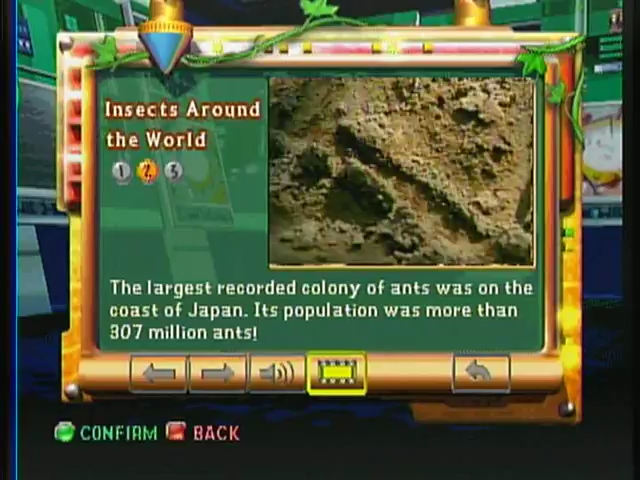 Insects Around
the World
1 2 3
The largest recorded colony of ants was on the
coast of Japan. Its population was more than
307 million ants!
CONFIRM BACK